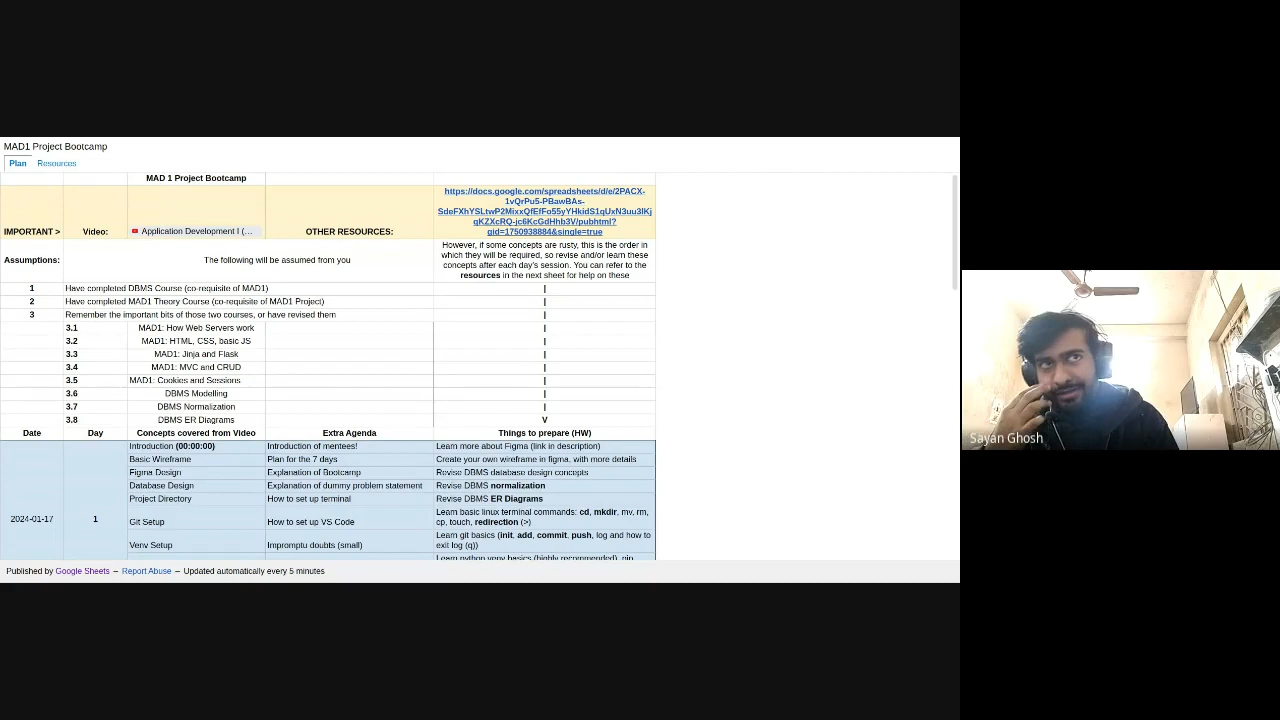 MAD1 Project Bootcamp
Plan Resources
MAD 1 Project Bootcamp
https://docs.google.com/spreadsheets/d/e/2PACX-
1vQrPu5-PBawBAs-
SdeFXhYSLtwP2MixxQfEfFo55yYHkidS1qUxN3uu3IKj
qKZXcRQ-jc6KcGdHhb3V/pubhtml?
gid=1750938884&single=true
IMPORTANT > Video: Application Development I (… OTHER RESOURCES:
However, if some concepts are rusty, this is the order in
which they will be required, so revise and/or learn these
concepts after each day's session. You can refer to the
resources in the next sheet for help on these
Assumptions: The following will be assumed from you
1 Have completed DBMS Course (co-requisite of MAD1) |
2 Have completed MAD1 Theory Course (co-requisite of MAD1 Project) |
3 Remember the important bits of those two courses, or have revised them |
3.1 MAD1: How Web Servers work |
3.2 MAD1: HTML, CSS, basic JS |
3.3 MAD1: Jinja and Flask |
3.4 MAD1: MVC and CRUD |
3.5 MAD1: Cookies and Sessions |
3.6 DBMS Modelling |
3.7 DBMS Normalization |
3.8 DBMS ER Diagrams V
Date Day Concepts covered from Video Extra Agenda Things to prepare (HW)
Introduction (00:00:00) Introduction of mentees! Learn more about Figma (link in description)
Basic Wireframe Plan for the 7 days Create your own wireframe in figma, with more details
Figma Design Explanation of Bootcamp Revise DBMS database design concepts
Database Design Explanation of dummy problem statement Revise DBMS normalization
Project Directory How to set up terminal Revise DBMS ER Diagrams
2024-01-17 1
Learn basic linux terminal commands: cd, mkdir, mv, rm,
Git Setup How to set up VS Code cp, touch, redirection (>)
Learn git basics (init, add, commit, push, log and how to
Venv Setup Impromptu doubts (small) exit log (q))
Learn python venv basics (highly recommended), pip
Published by Google Sheets – Report Abuse – Updated automatically every 5 minutes
Sayan Ghosh